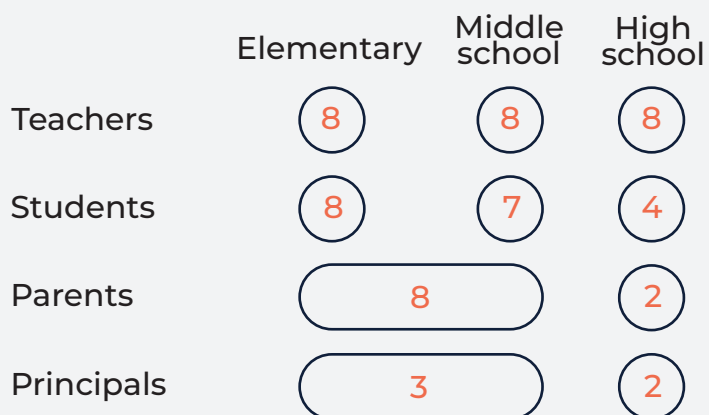 Elementary Middle school High school
Teachers 8 8 8
Students 8 7 4
Parents 8 2
Principals 3 2